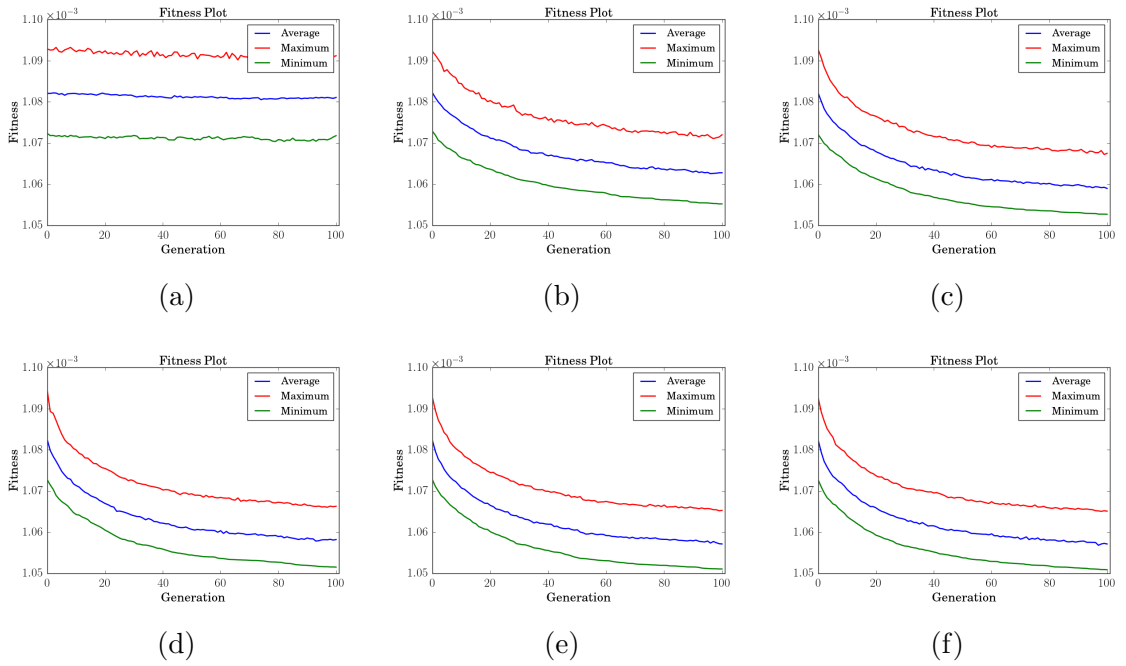 Fitness Plot
×10⁻³
1.10
1.09
1.08
1.07
1.06
1.05
Fitness
0 20 40 60 80 100
Generation
Average
Maximum
Minimum
(a)
Fitness Plot
×10⁻³
1.10
1.09
1.08
1.07
1.06
1.05
Fitness
0 20 40 60 80 100
Generation
Average
Maximum
Minimum
(b)
Fitness Plot
×10⁻³
1.10
1.09
1.08
1.07
1.06
1.05
Fitness
0 20 40 60 80 100
Generation
Average
Maximum
Minimum
(c)
Fitness Plot
×10⁻³
1.10
1.09
1.08
1.07
1.06
1.05
Fitness
0 20 40 60 80 100
Generation
Average
Maximum
Minimum
(d)
Fitness Plot
×10⁻³
1.10
1.09
1.08
1.07
1.06
1.05
Fitness
0 20 40 60 80 100
Generation
Average
Maximum
Minimum
(e)
Fitness Plot
×10⁻³
1.10
1.09
1.08
1.07
1.06
1.05
Fitness
0 20 40 60 80 100
Generation
Average
Maximum
Minimum
(f)